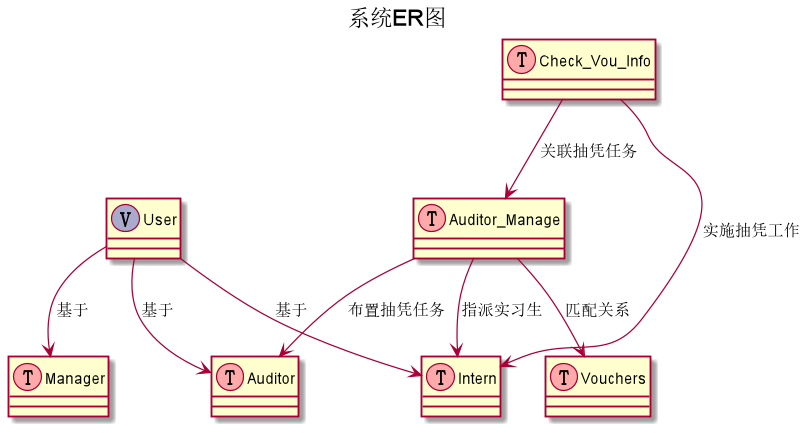 系统ER图
T Check_Vou_Info
关联抽凭任务
V User
T Auditor_Manage
实施抽凭工作
基于
基于
基于
布置抽凭任务
指派实习生
匹配关系
T Manager
T Auditor
T Intern
T Vouchers